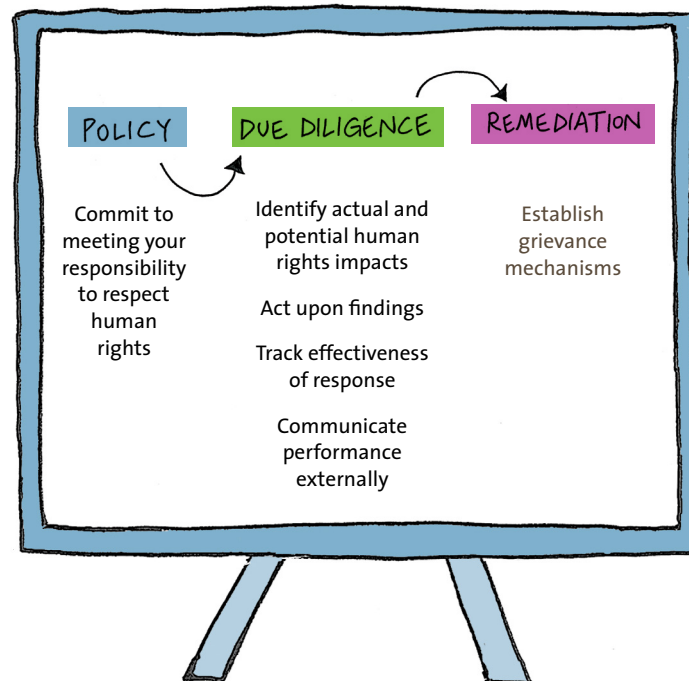 POLICY
Commit to
meeting your
responsibility
to respect
human
rights
DUE DILIGENCE
Identify actual and
potential human
rights impacts
Act upon findings
Track effectiveness
of response
Communicate
performance
externally
REMEDIATION
Establish
grievance
mechanisms